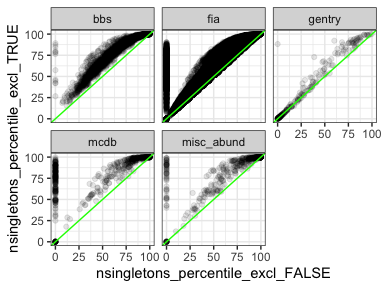 bbs fia gentry
nsingletons_percentile_excl_TRUE
100
75
50
25
0
0 25 50 75 100
mcdb misc_abund
100
75
50
25
0
0 25 50 75 100 0 25 50 75 100
nsingletons_percentile_excl_FALSE